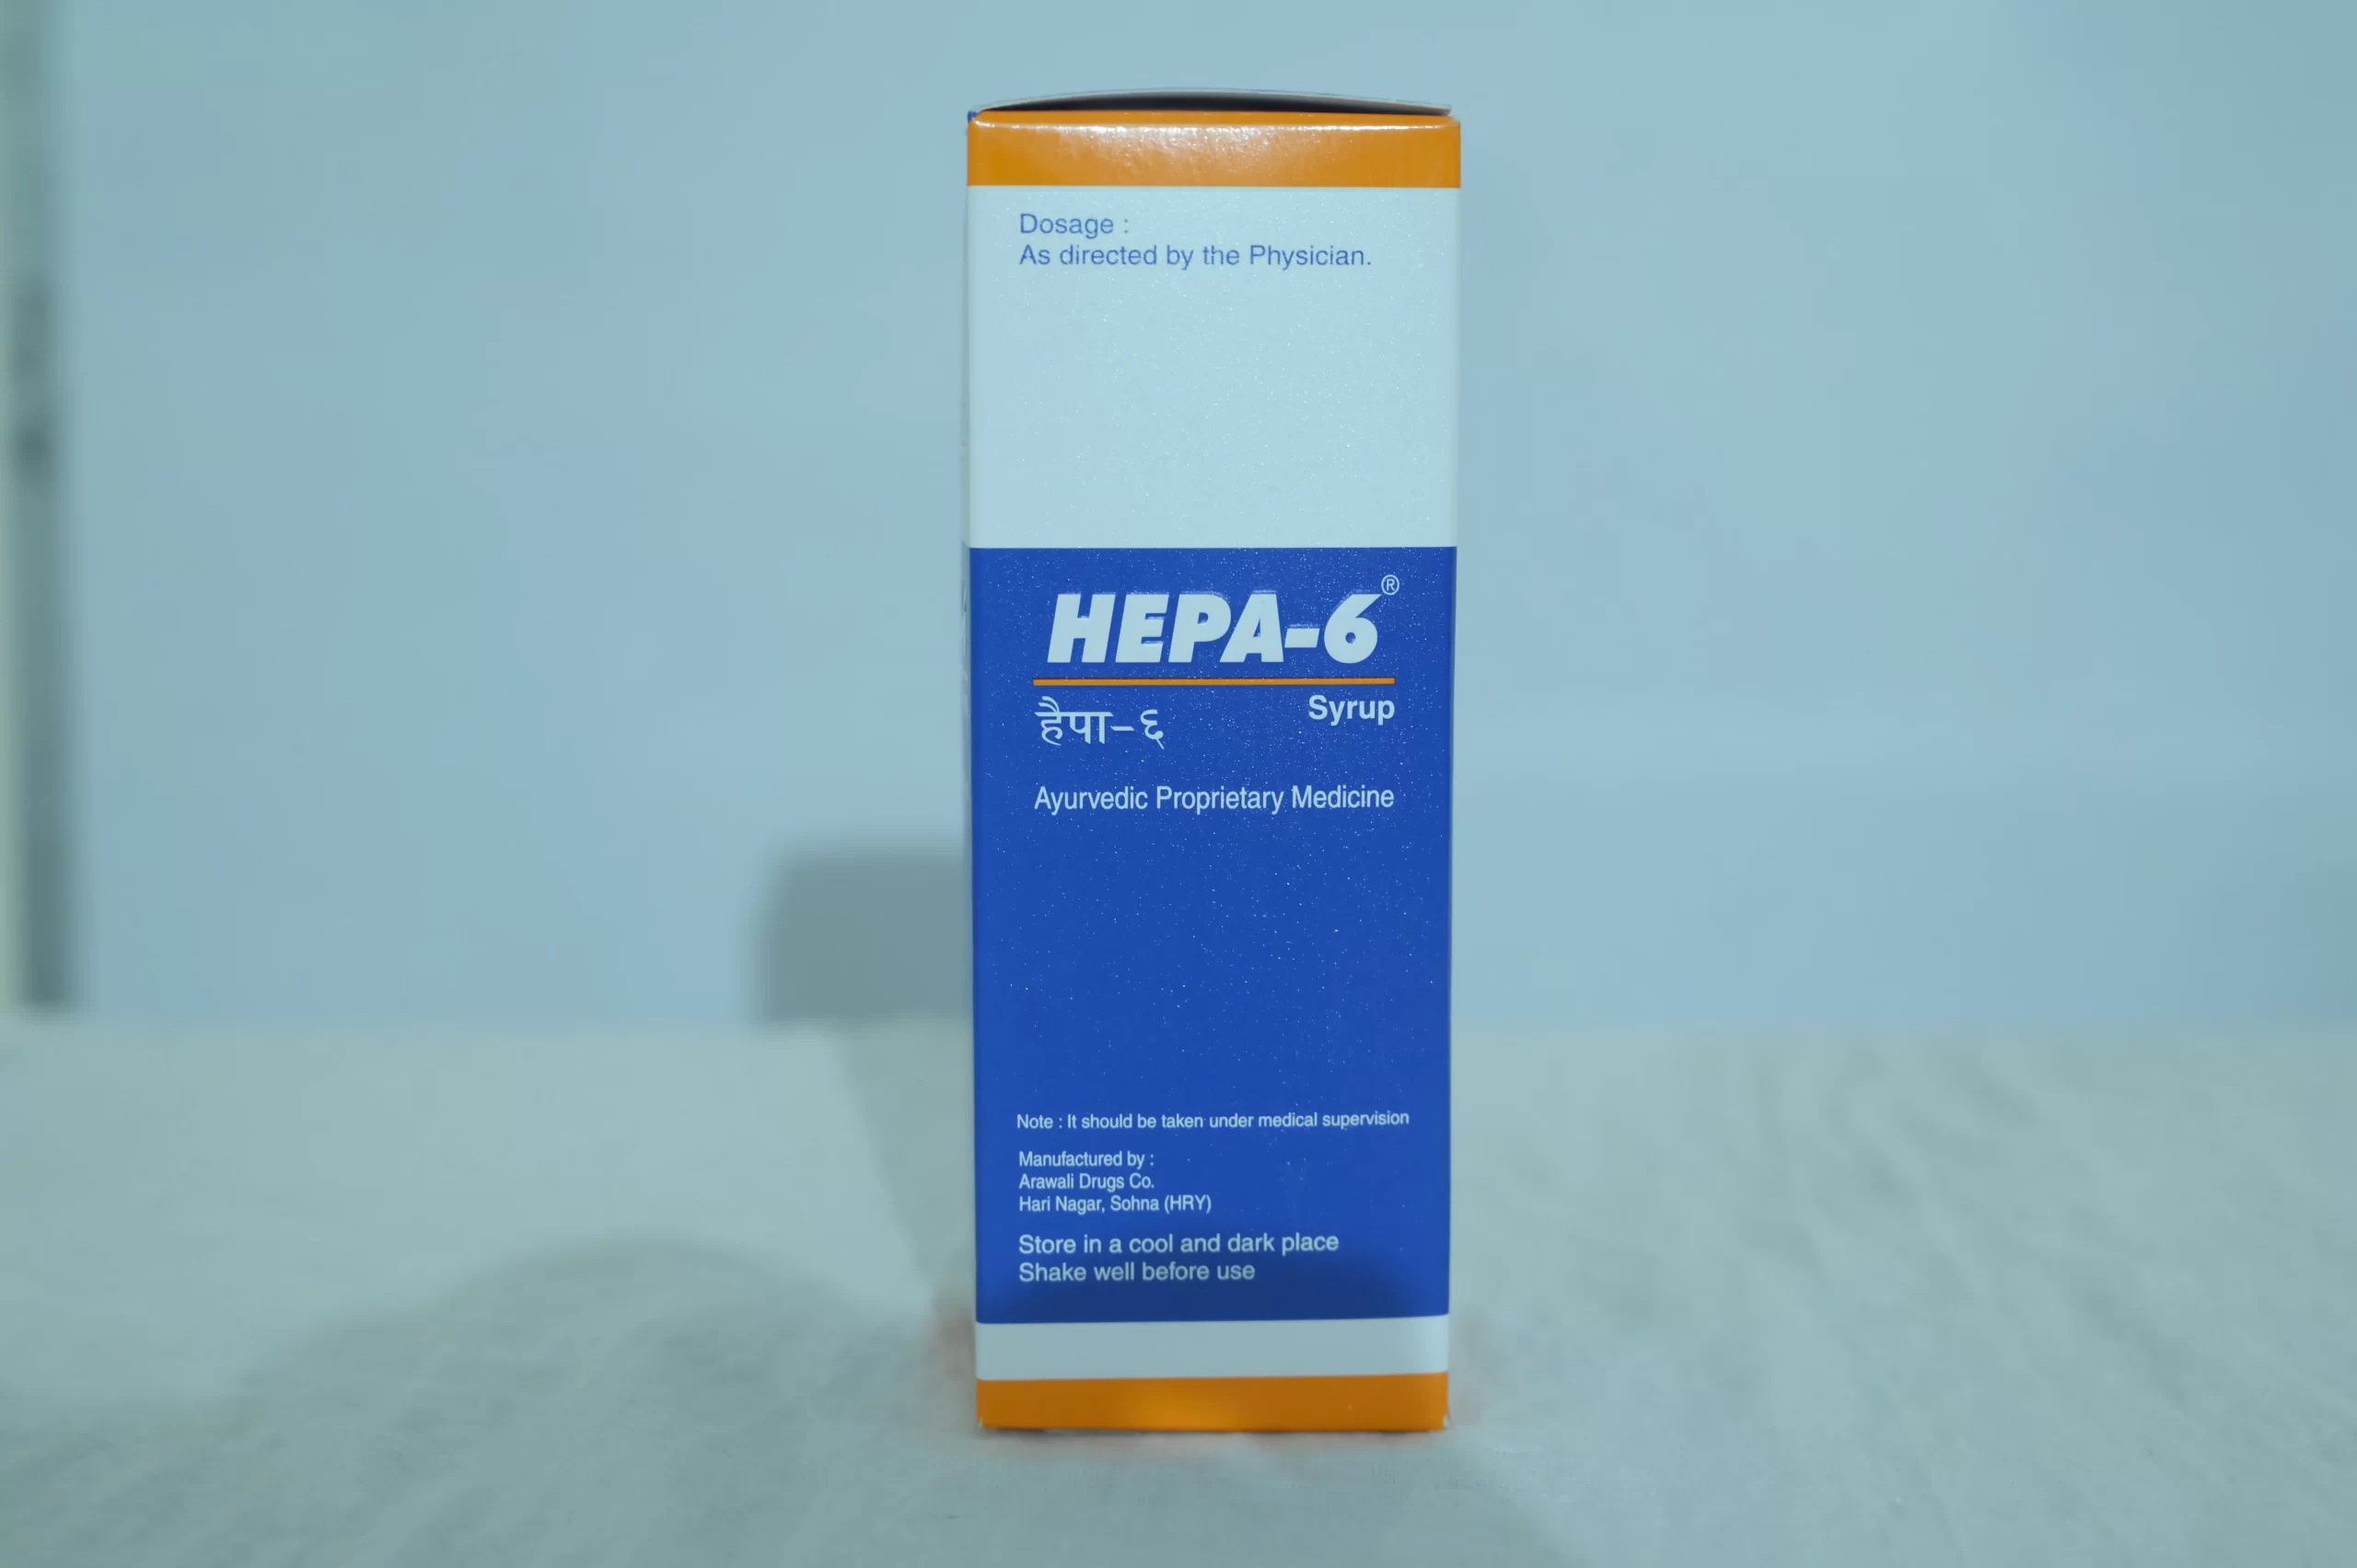 Dosage :
As directed by the Physician.
HEPA-6®
Syrup
हैपा-६
Ayurvedic Proprietary Medicine
Note : It should be taken under medical supervision
Manufactured by :
Arawali Drugs Co.
Hari Nagar, Sohna (HRY)
Store in a cool and dark place
Shake well before use